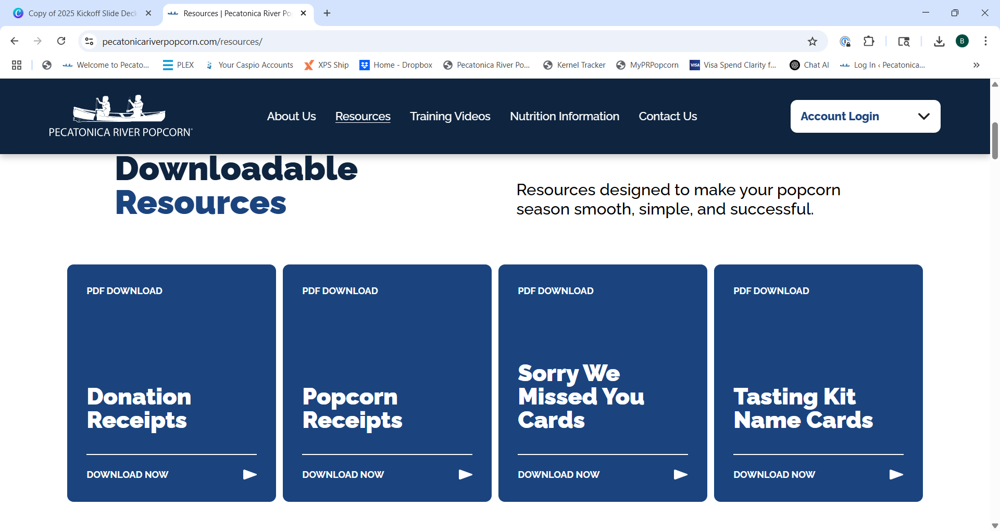 Copy of 2025 Kickoff Slide Deck
Resources | Pecatonica River Po
pecatonicariverpopcorn.com/resources/
B
Welcome to Pecato...
PLEX
Your Caspio Accounts
XPS Ship
Home - Dropbox
Pecatonica River Po...
Kernel Tracker
MyPRPopcorn
VISA
Visa Spend Clarity f...
Chat AI
Log In ‹ Pecatonica...
PECATONICA RIVER POPCORN®
About Us
Resources
Training Videos
Nutrition Information
Contact Us
Account Login
Downloadable
Resources
Resources designed to make your popcorn
season smooth, simple, and successful.
PDF DOWNLOAD
Donation
Receipts
DOWNLOAD NOW
PDF DOWNLOAD
Popcorn
Receipts
DOWNLOAD NOW
PDF DOWNLOAD
Sorry We
Missed You
Cards
DOWNLOAD NOW
PDF DOWNLOAD
Tasting Kit
Name Cards
DOWNLOAD NOW